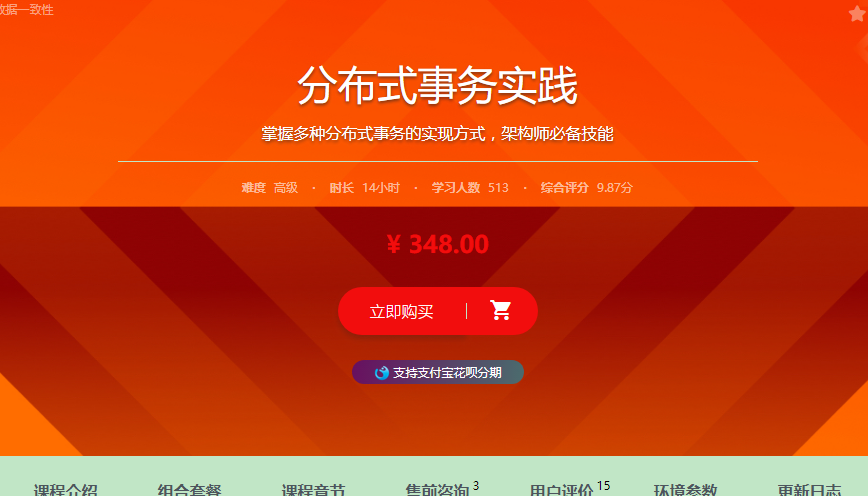 数据一致性
分布式事务实践
掌握多种分布式事务的实现方式，架构师必备技能
难度 高级 · 时长 14小时 · 学习人数 513 · 综合评分 9.87分
¥ 348.00
立即购买
支持支付宝花呗分期
课程介绍 组合套餐 课程章节 售前咨询 3 用户评价 15 环境参数 更新日志